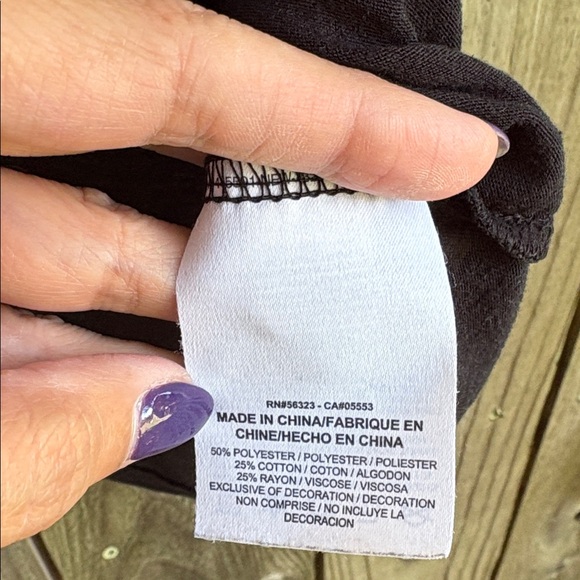 RN#56323 - CA#05553
MADE IN CHINA/FABRIQUE EN
CHINE/HECHO EN CHINA
50% POLYESTER / POLYESTER / POLIESTER
25% COTTON / COTON / ALGODON
25% RAYON / VISCOSE / VISCOSA
EXCLUSIVE OF DECORATION / DECORATION
NON COMPRISE / NO INCLUYE LA
DECORACION